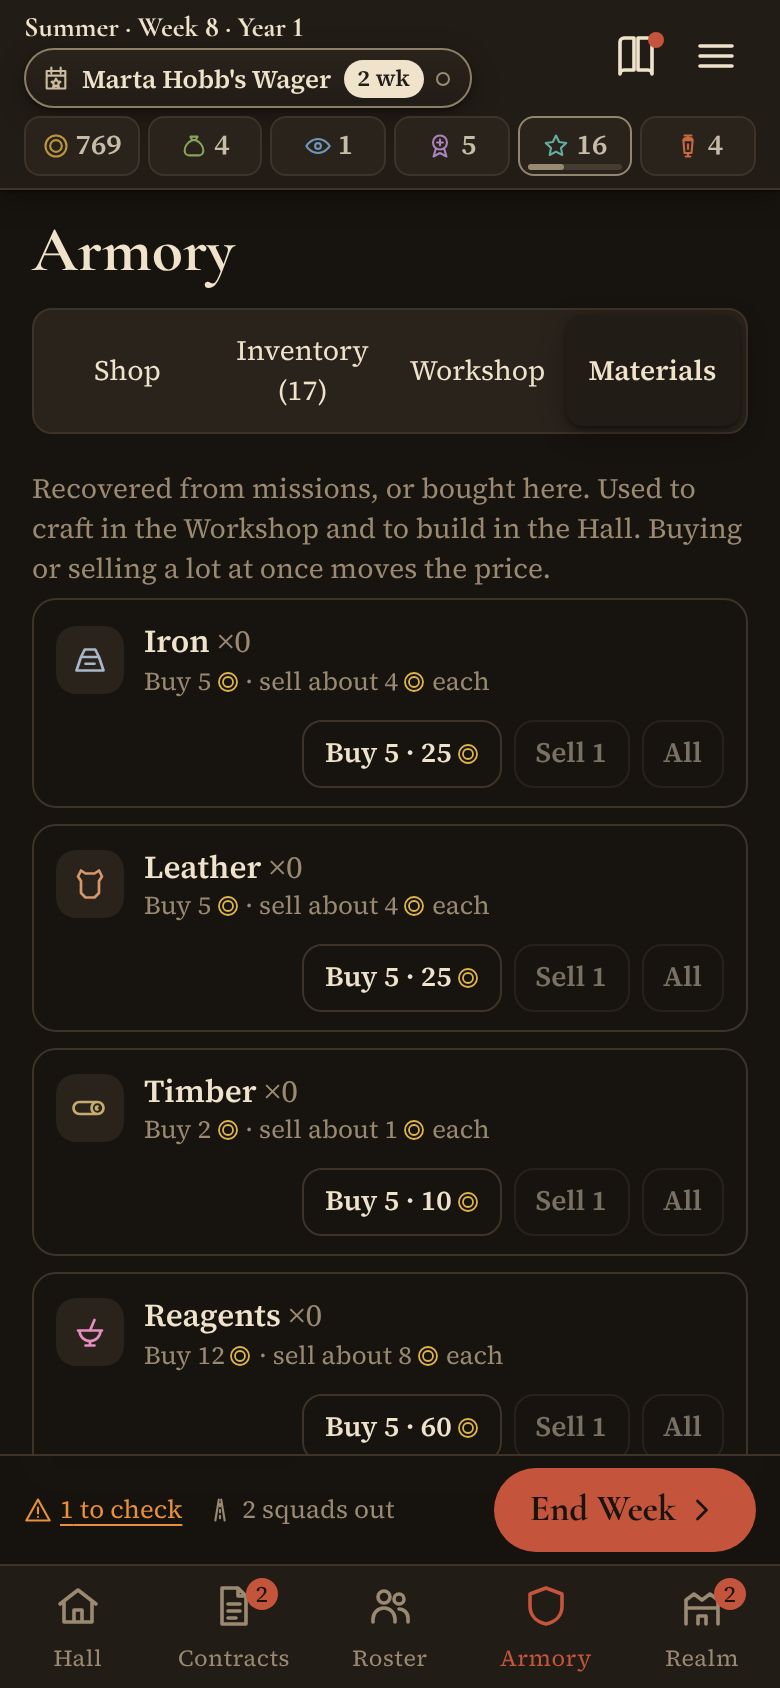 Summer · Week 8 · Year 1
Marta Hobb's Wager 2 wk
769 4 1 5 16 4
Armory
Shop
Inventory
(17)
Workshop
Materials
Recovered from missions, or bought here. Used to
craft in the Workshop and to build in the Hall. Buying
or selling a lot at once moves the price.
Iron ×0
Buy 5 · sell about 4 each
Buy 5 · 25 Sell 1 All
Leather ×0
Buy 5 · sell about 4 each
Buy 5 · 25 Sell 1 All
Timber ×0
Buy 2 · sell about 1 each
Buy 5 · 10 Sell 1 All
Reagents ×0
Buy 12 · sell about 8 each
Buy 5 · 60 Sell 1 All
1 to check 2 squads out End Week
2 2
Hall Contracts Roster Armory Realm